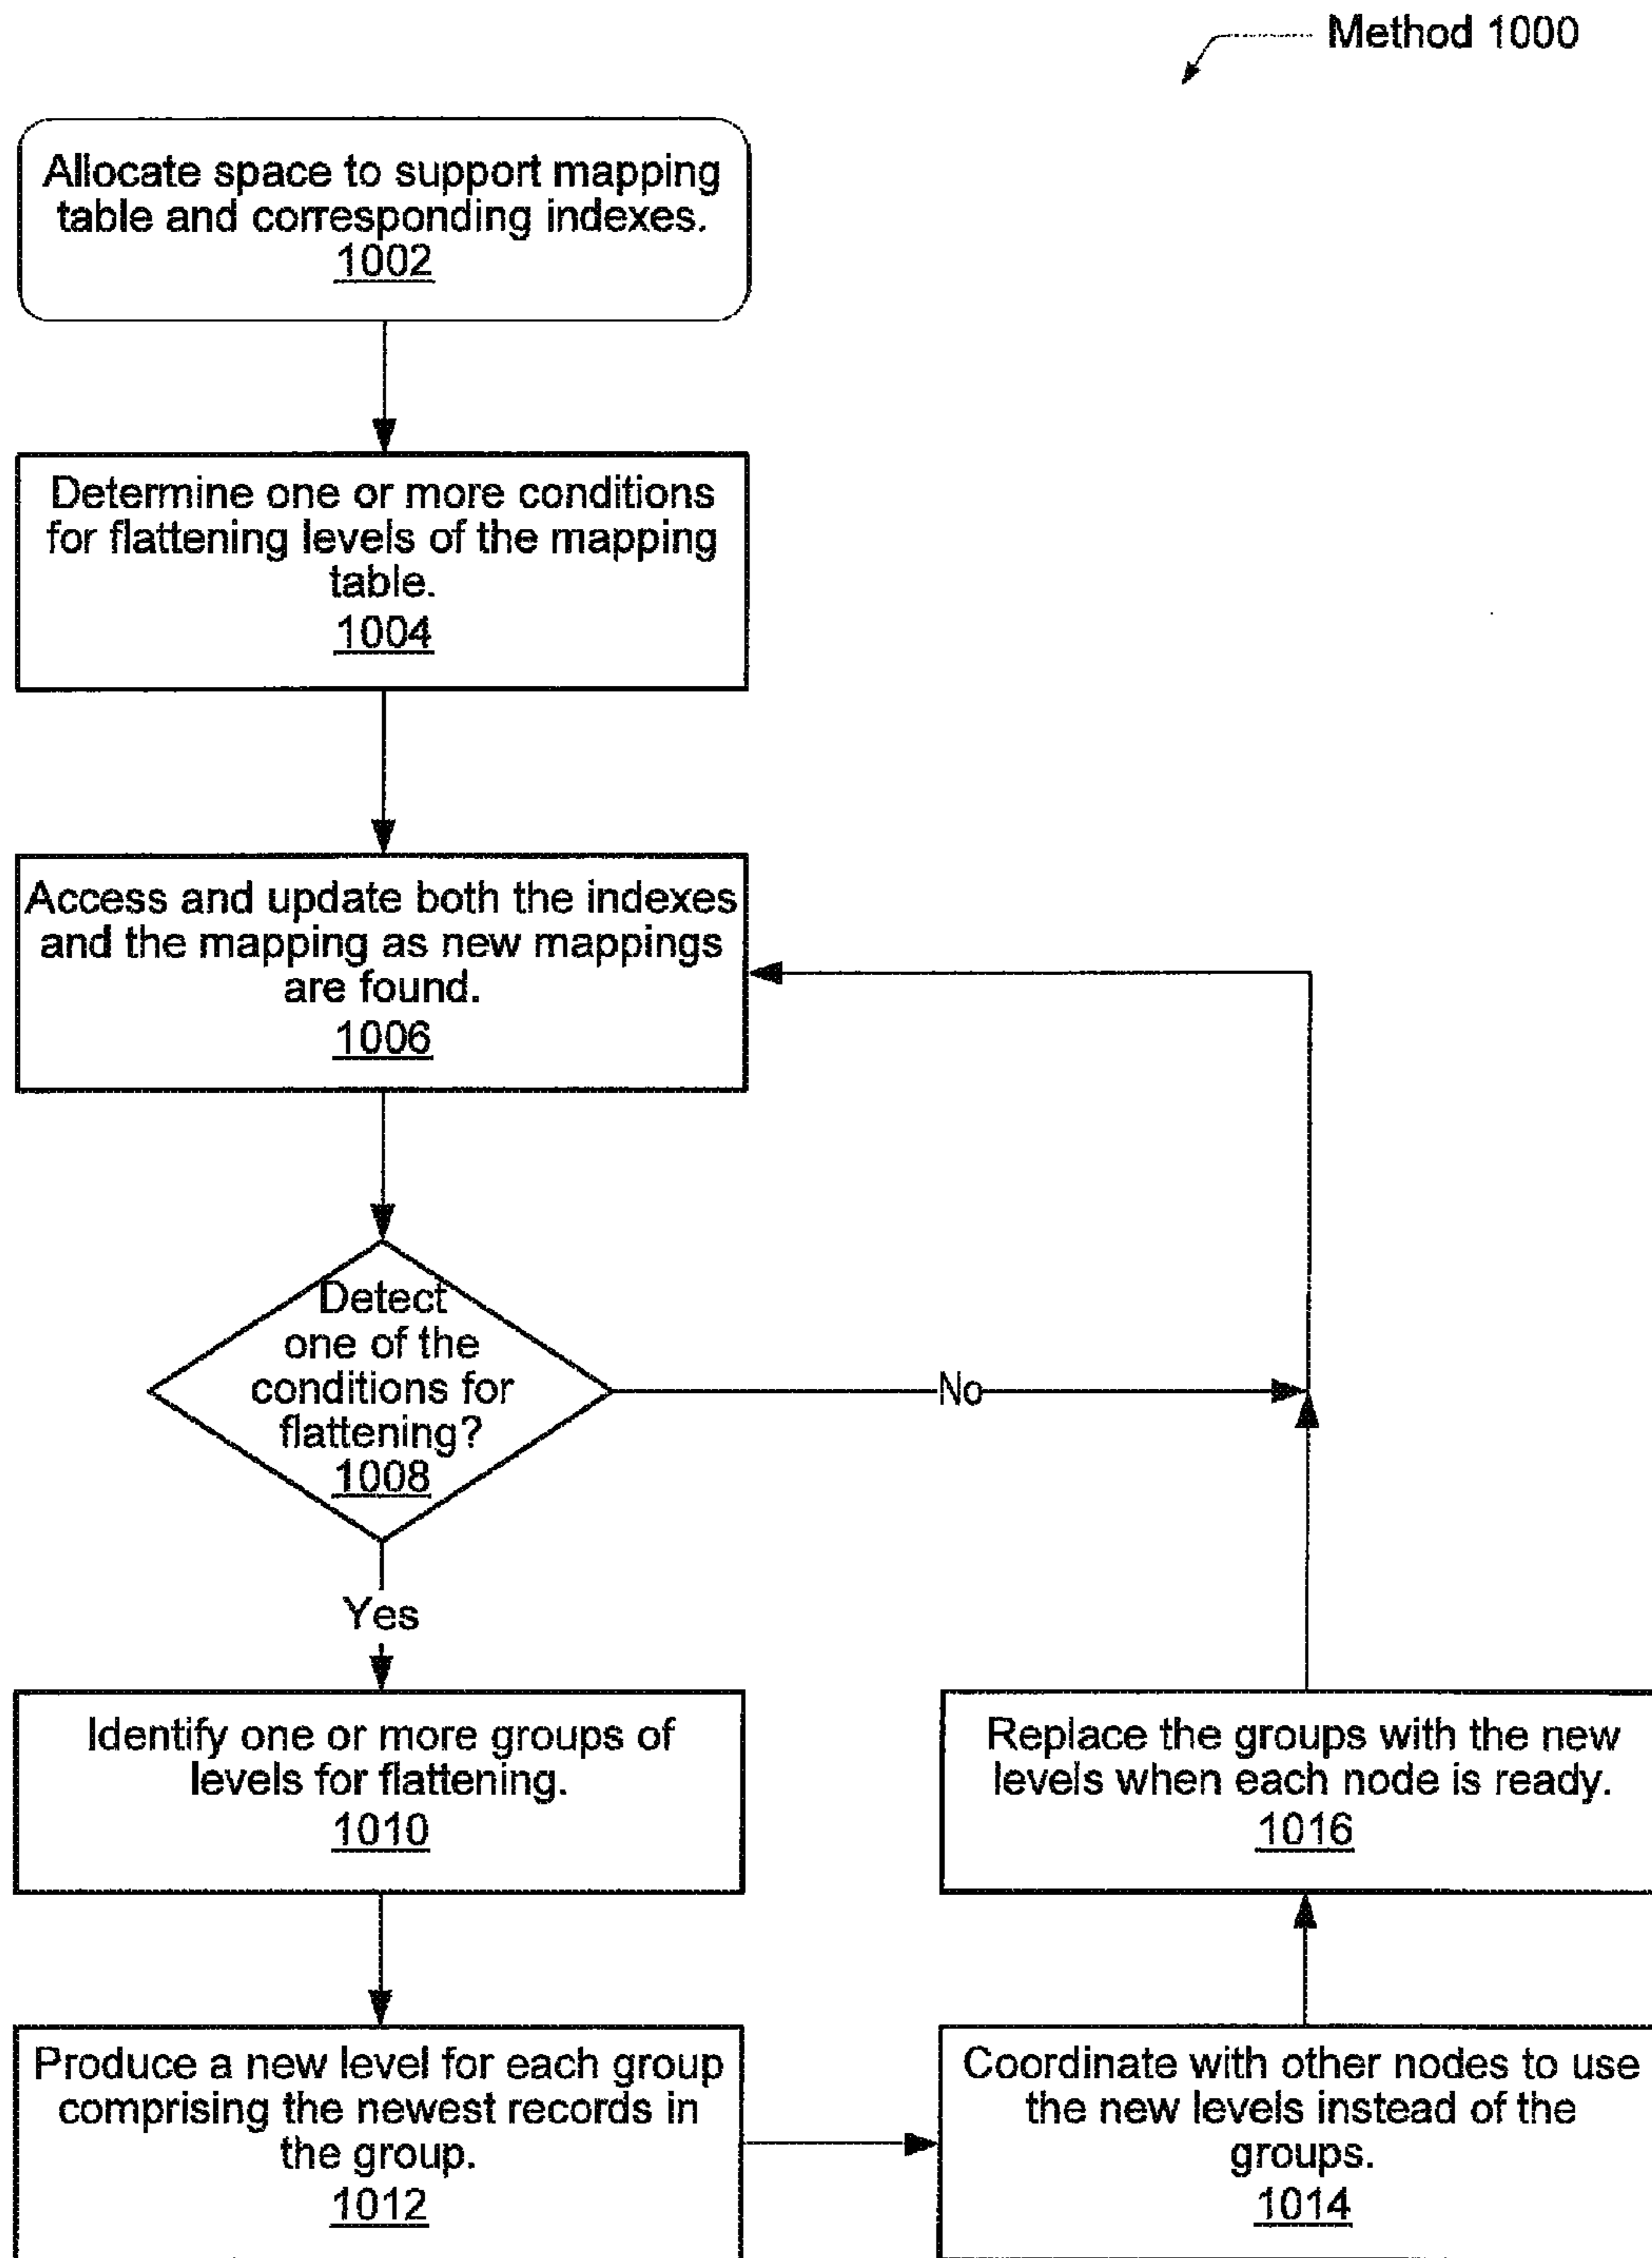 Method 1000
Allocate space to support mapping
table and corresponding indexes.
1002
Determine one or more conditions
for flattening levels of the mapping
table.
1004
Access and update both the indexes
and the mapping as new mappings
are found.
1006
Detect
one of the
conditions for
flattening?
1008
No
Yes
Identify one or more groups of
levels for flattening.
1010
Produce a new level for each group
comprising the newest records in
the group.
1012
Coordinate with other nodes to use
the new levels instead of the
groups.
1014
Replace the groups with the new
levels when each node is ready.
1016